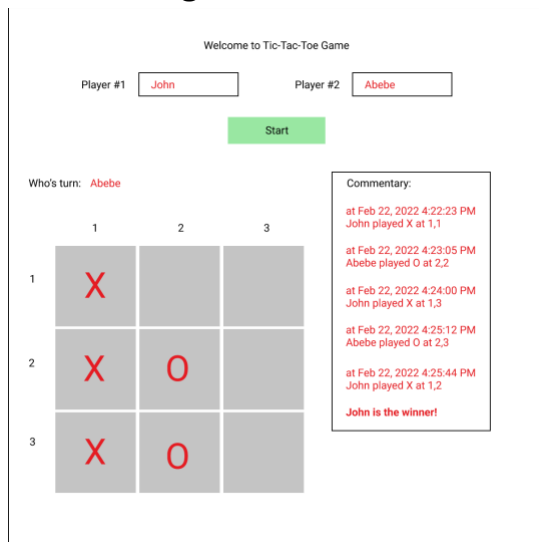 Welcome to Tic-Tac-Toe Game
Player #1 John Player #2 Abebe
Start
Who's turn: Abebe
1 2 3
1 X
2 X O
3 X O
Commentary:
at Feb 22, 2022 4:22:23 PM
John played X at 1,1
at Feb 22, 2022 4:23:05 PM
Abebe played O at 2,2
at Feb 22, 2022 4:24:00 PM
John played X at 1,3
at Feb 22, 2022 4:25:12 PM
Abebe played O at 2,3
at Feb 22, 2022 4:25:44 PM
John played X at 1,2
John is the winner!